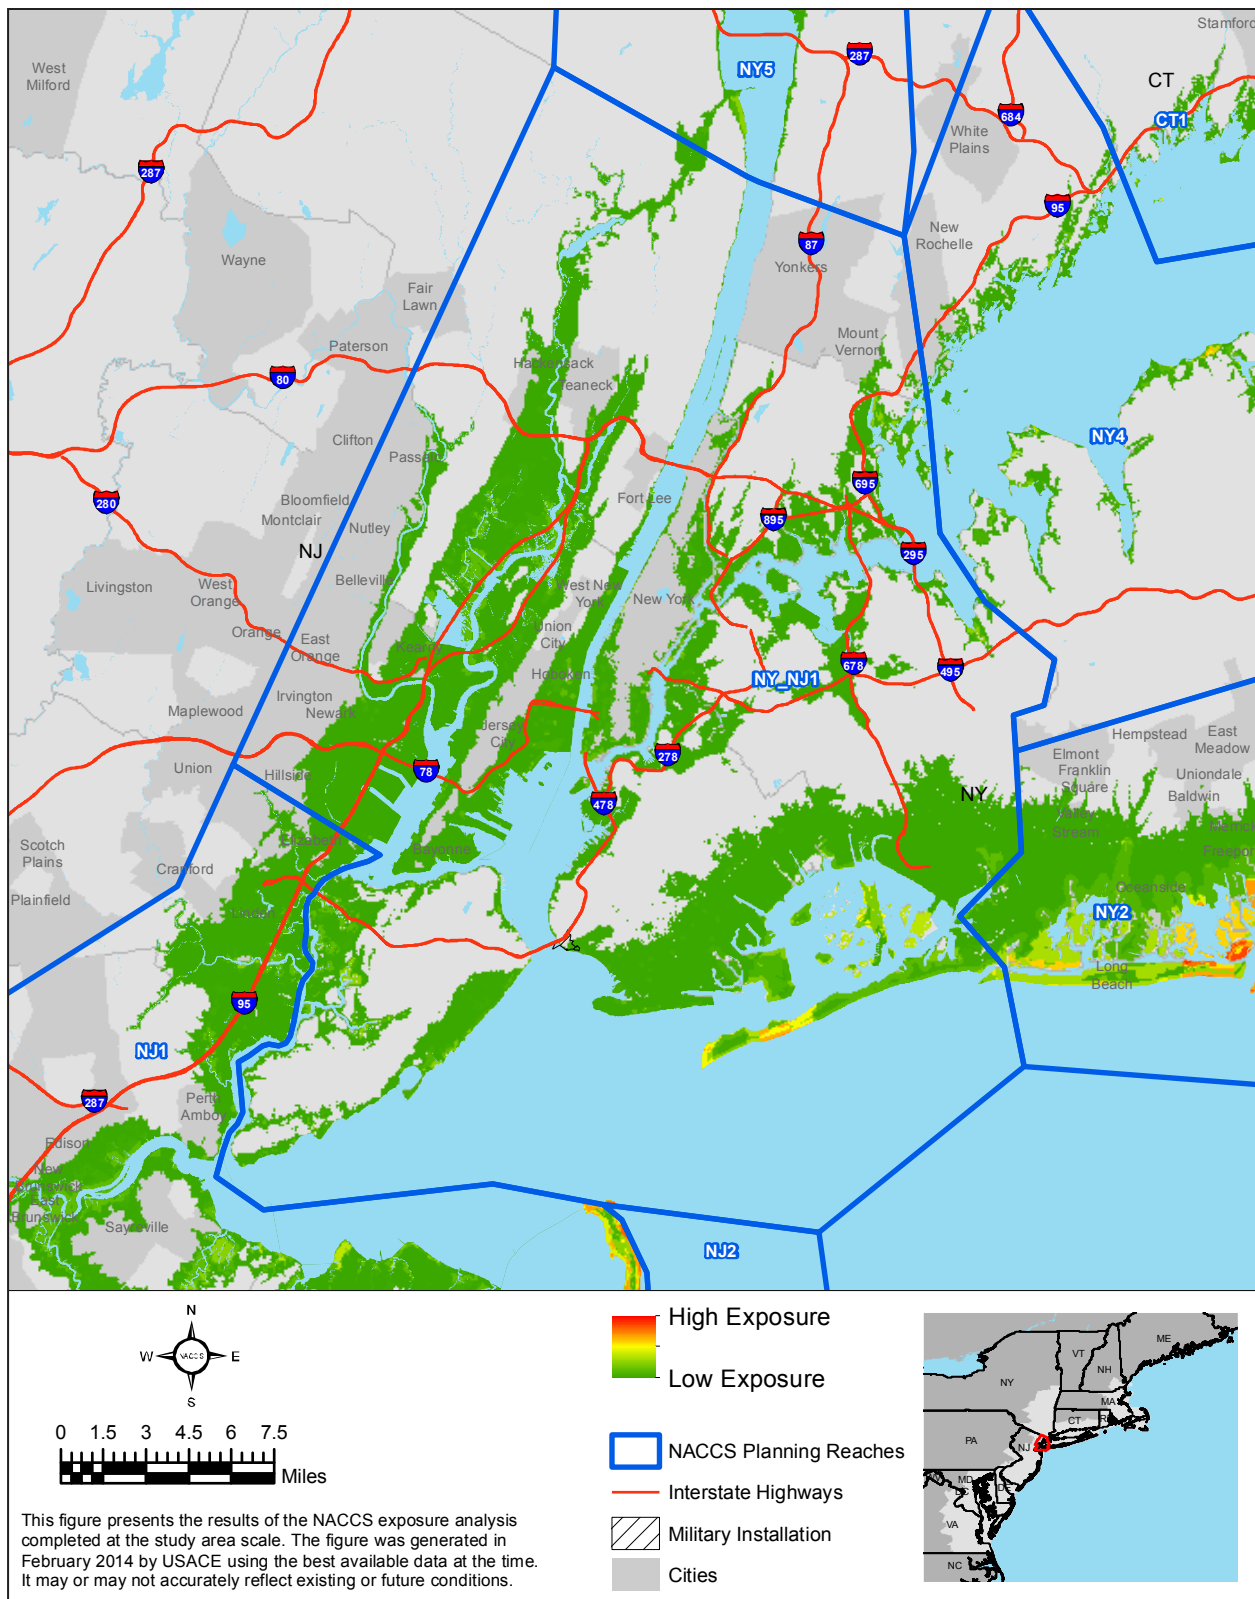 Stamford
West
Milford
NY5
287
CT
684
CT1
White
Plains
287
95
New
Rochelle
87
Wayne
Yonkers
Fair
Lawn
Mount
Vernon
Paterson
Hackensack
80
Teaneck
Clifton
NY4
Passaic
695
280
Bloomfield
Fort Lee
Montclair
895
Nutley
NJ
295
Belleville
Livingston
West
Orange
West New
York
New York
Orange
Union
City
East
Orange
Kearny
678
495
Hoboken
NY_NJ1
Irvington
Newark
Maplewood
Jersey
City
Hempstead
East
Meadow
278
Union
Hillside
78
Elmont
Franklin
Square
Uniondale
Baldwin
NY
478
Valley
Stream
Merrick
Scotch
Plains
Elizabeth
Bayonne
Freeport
Cranford
Oceanside
Plainfield
Linden
NY2
Long
Beach
95
NJ1
287
Perth
Amboy
Edison
New
Brunswick
East
Brunswick
Sayreville
NJ2
N
W
NACCS
E
S
0 1.5 3 4.5 6 7.5
Miles
This figure presents the results of the NACCS exposure analysis
completed at the study area scale. The figure was generated in
February 2014 by USACE using the best available data at the time.
It may or may not accurately reflect existing or future conditions.
High Exposure
Low Exposure
NACCS Planning Reaches
Interstate Highways
Military Installation
Cities
ME
VT
NH
NY
MA
CT
RI
PA
NJ
MD
DC
DE
VA
NC